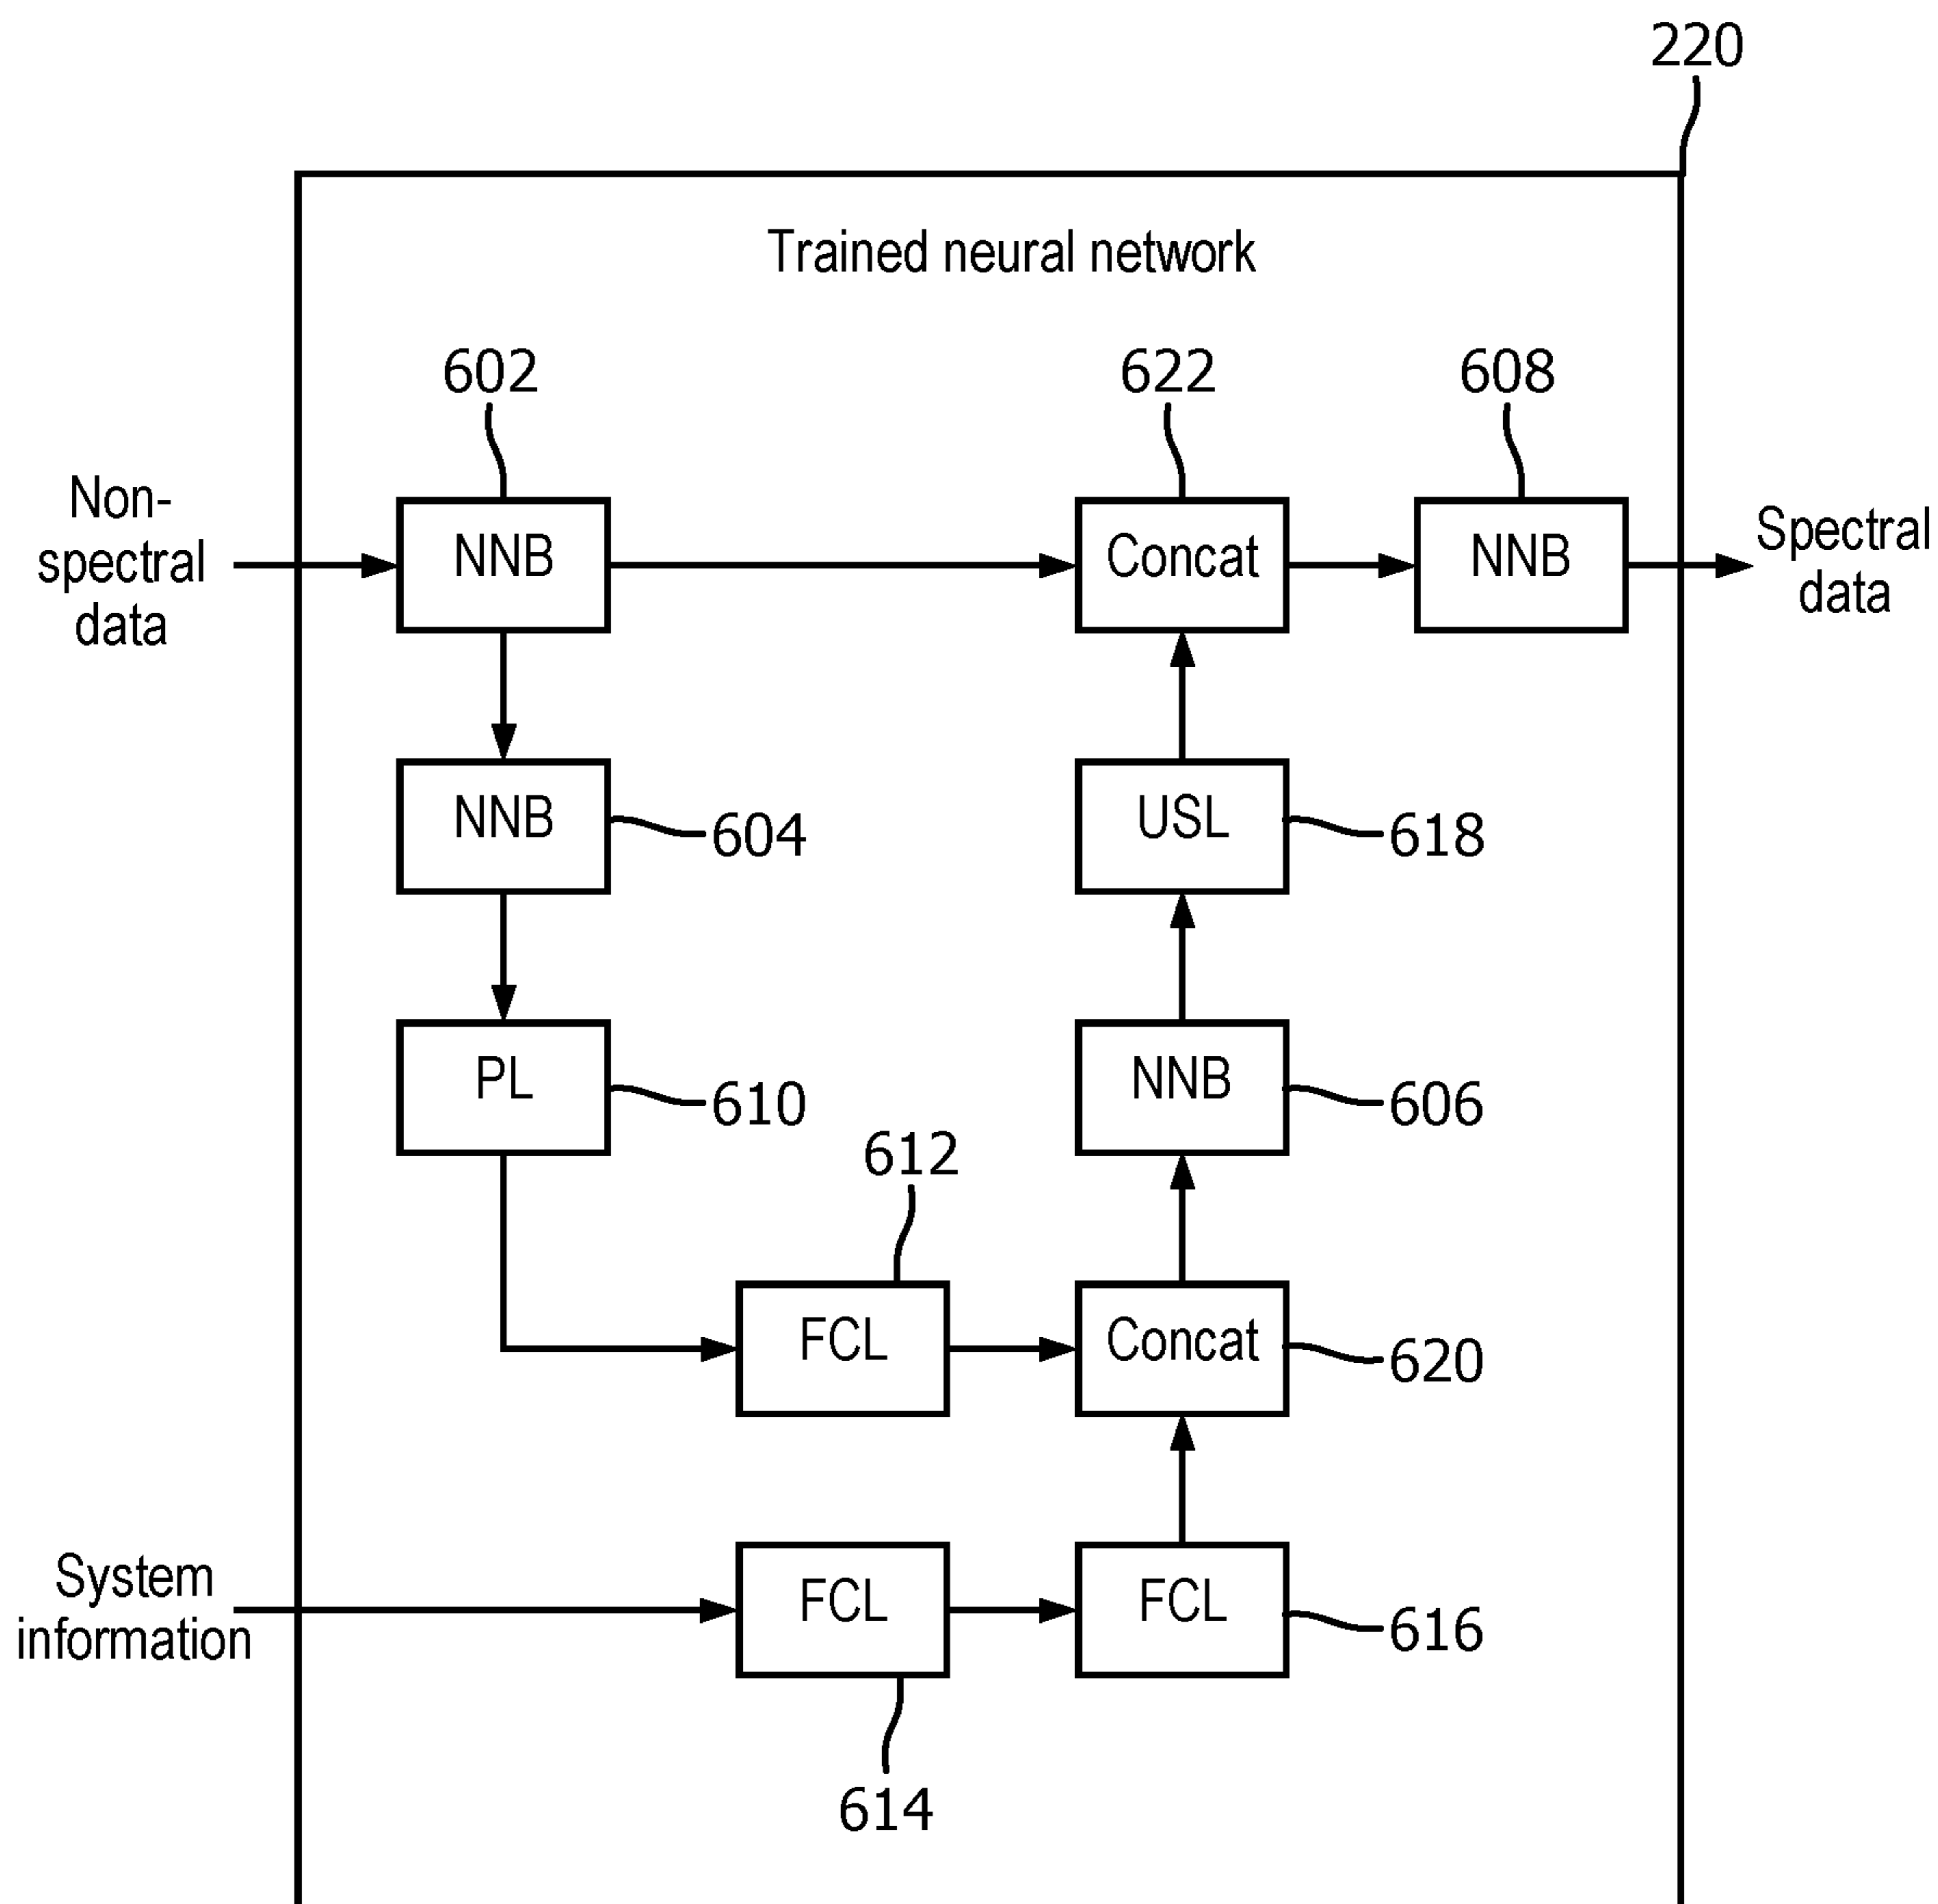 220
Trained neural network
602
622
608
Non-
spectral
data
NNB
Concat
NNB
Spectral
data
NNB
604
USL
618
PL
610
NNB
606
612
FCL
Concat
620
System
information
FCL
FCL
616
614